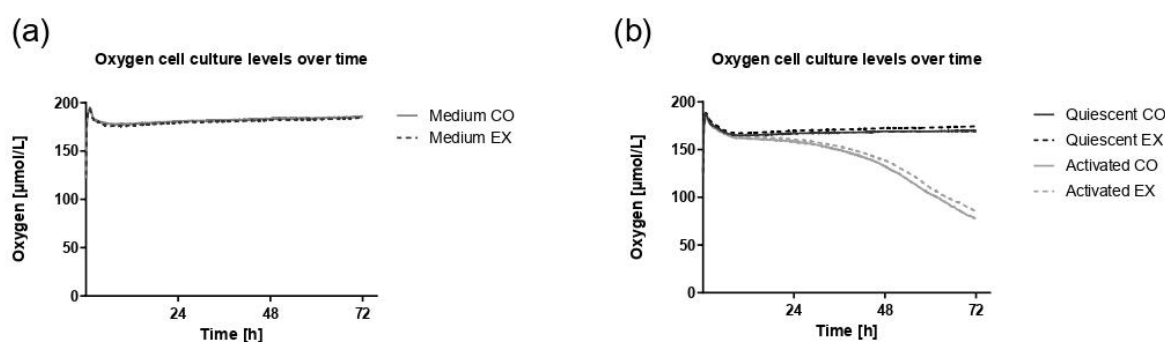 (a)
Oxygen cell culture levels over time
200
150
100
50
0
Oxygen [µmol/L]
24
48
72
Time [h]
Medium CO
Medium EX
(b)
Oxygen cell culture levels over time
200
150
100
50
0
Oxygen [µmol/L]
24
48
72
Time [h]
Quiescent CO
Quiescent EX
Activated CO
Activated EX